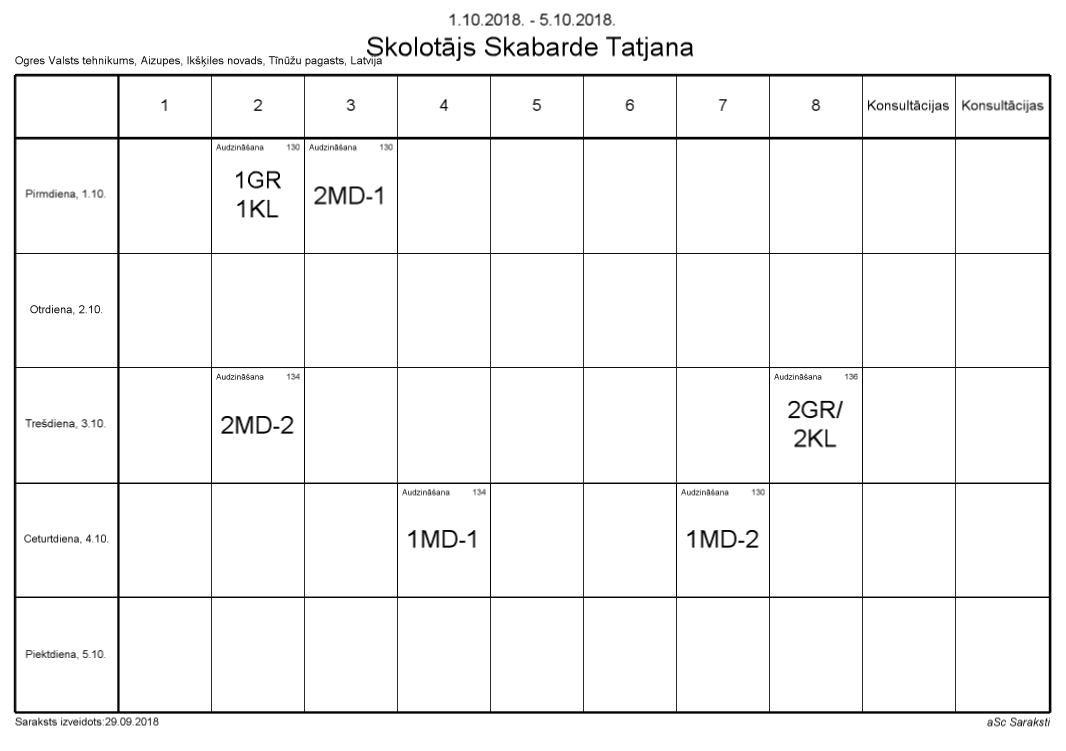 1.10.2018. - 5.10.2018.
Skolotājs Skabarde Tatjana
Ogres Valsts tehnikums, Aizupes, Ikšķiles novads, Tīnūžu pagasts, Latvija
1 2 3 4 5 6 7 8 Konsultācijas Konsultācijas
Audzināšana 130 Audzināšana 130
Pirmdiena, 1.10. 1GR 2MD-1
1KL
Otrdiena, 2.10.
Audzināšana 134 Audzināšana 136
Trešdiena, 3.10. 2MD-2 2GR/
2KL
Audzināšana 134 Audzināšana 130
Ceturtdiena, 4.10. 1MD-1 1MD-2
Piektdiena, 5.10.
Saraksts izveidots:29.09.2018 aSc Saraksti